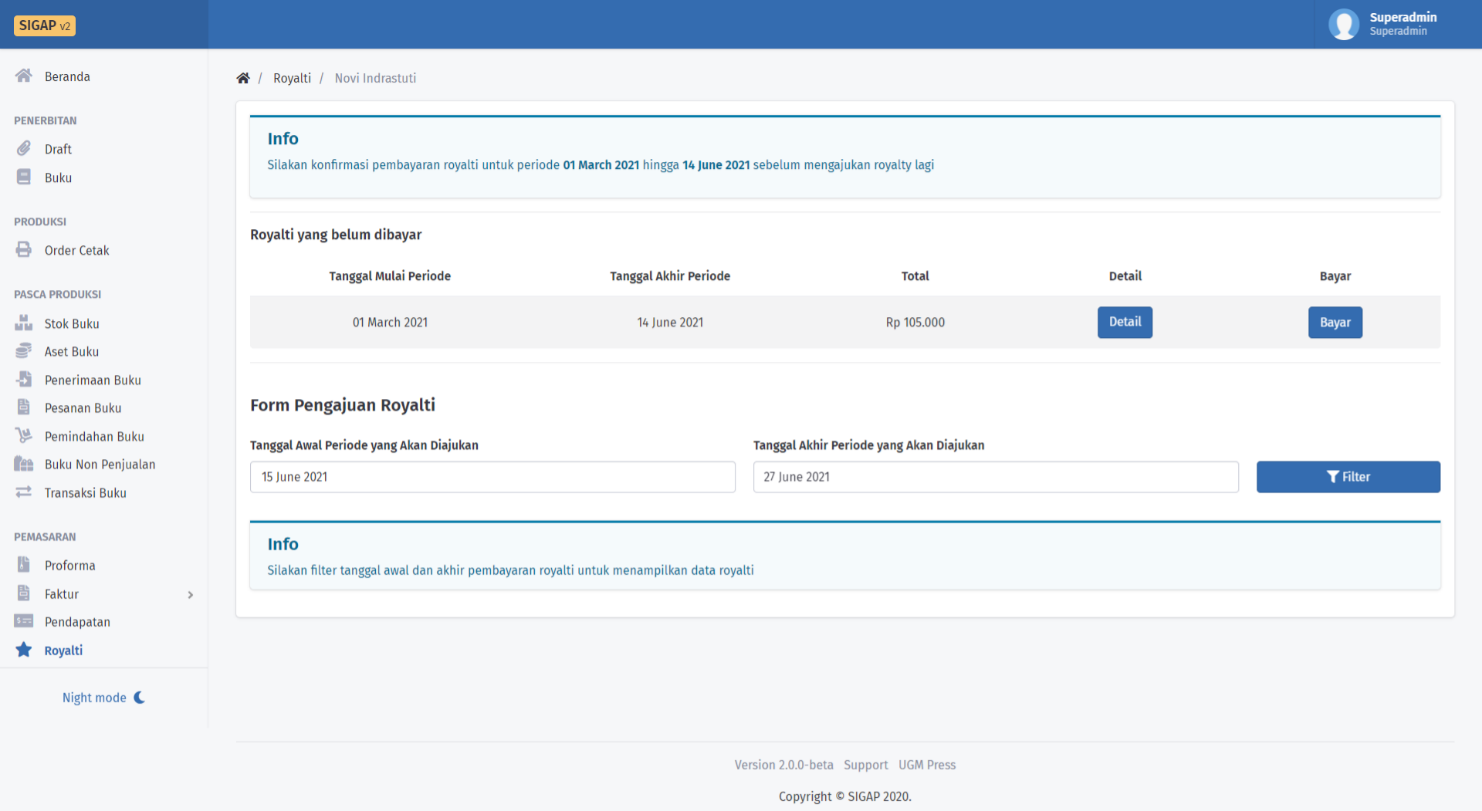 SIGAP v2
Superadmin
Superadmin
Beranda
PENERBITAN
Draft
Buku
PRODUKSI
Order Cetak
PASCA PRODUKSI
Stok Buku
Aset Buku
Penerimaan Buku
Pesanan Buku
Pemindahan Buku
Buku Non Penjualan
Transaksi Buku
PEMASARAN
Proforma
Faktur
Pendapatan
Royalti
Night mode
/ Royalti / Novi Indrastuti
Info
Silakan konfirmasi pembayaran royalti untuk periode 01 March 2021 hingga 14 June 2021 sebelum mengajukan royalty lagi
Royalti yang belum dibayar
Tanggal Mulai Periode Tanggal Akhir Periode Total Detail Bayar
01 March 2021 14 June 2021 Rp 105.000 Detail Bayar
Form Pengajuan Royalti
Tanggal Awal Periode yang Akan Diajukan Tanggal Akhir Periode yang Akan Diajukan
15 June 2021 27 June 2021 Filter
Info
Silakan filter tanggal awal dan akhir pembayaran royalti untuk menampilkan data royalti
Version 2.0.0-beta Support UGM Press
Copyright © SIGAP 2020.